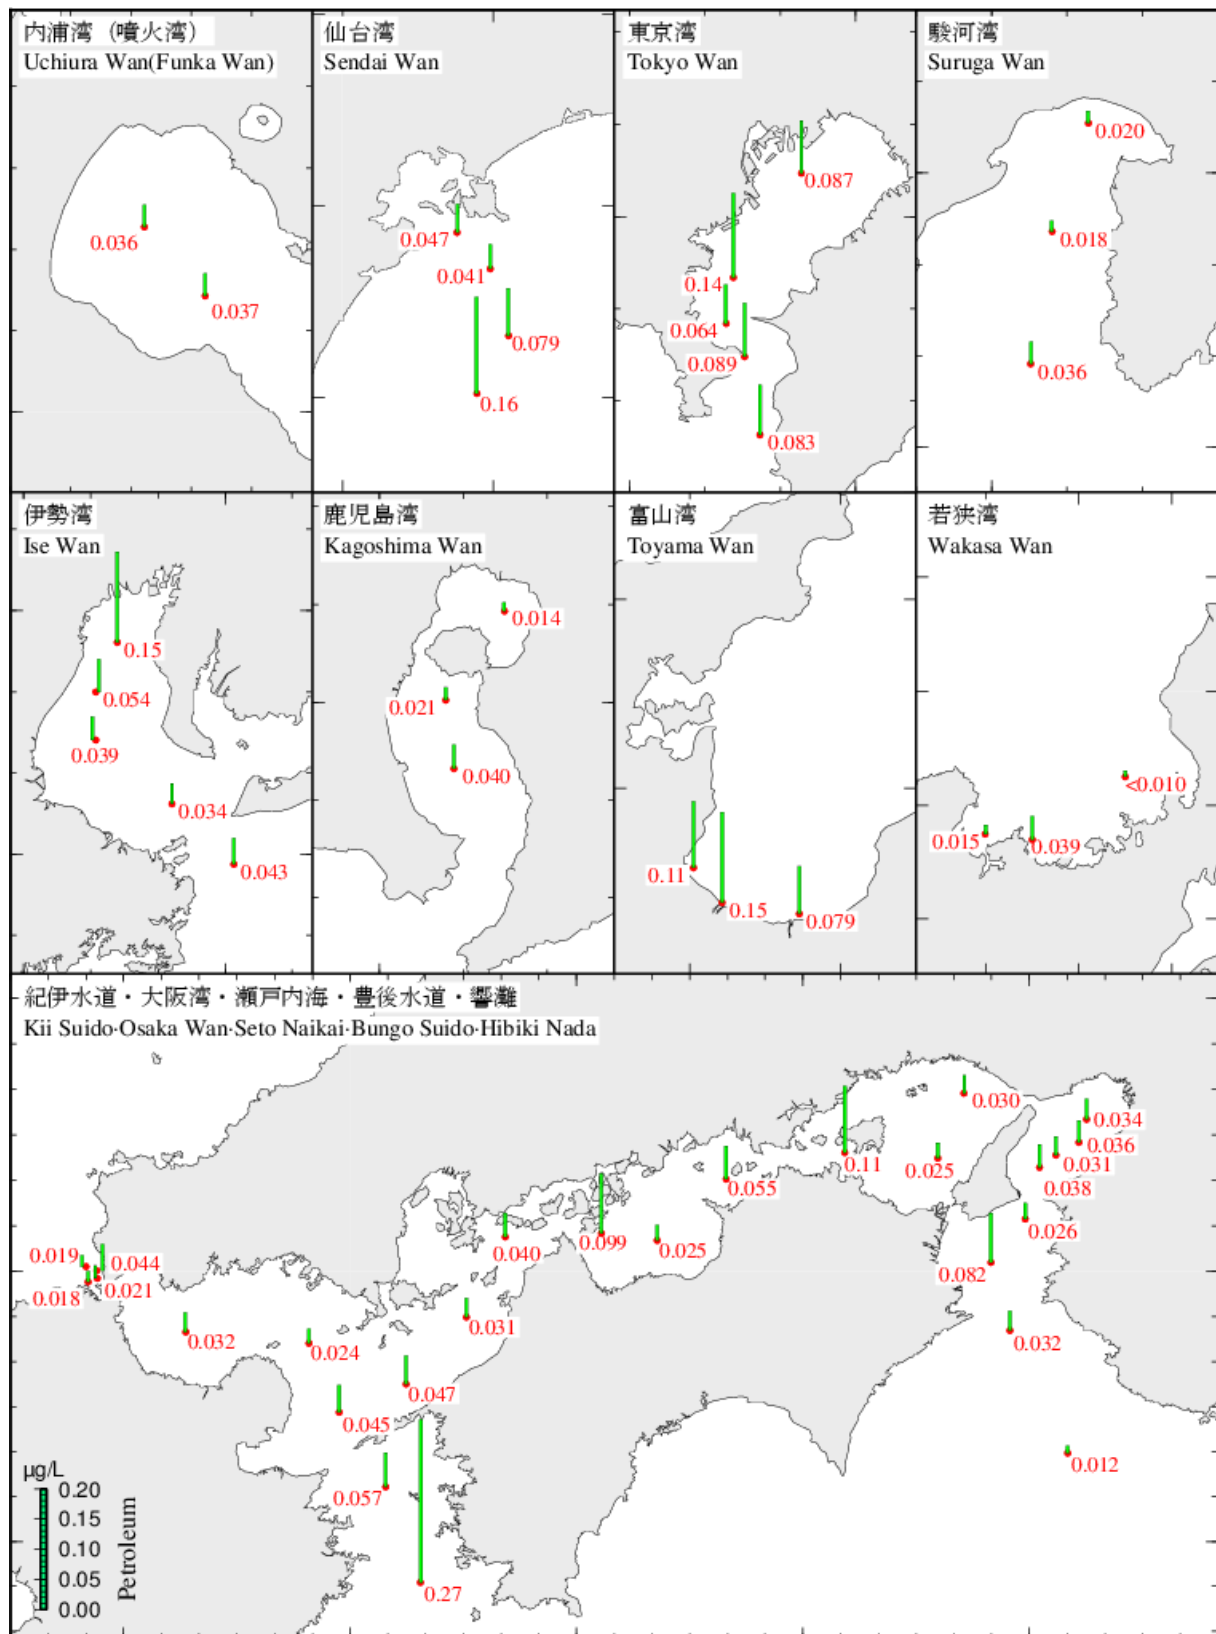 内浦湾（噴火湾）
Uchiura Wan(Funka Wan)
0.036
0.037
仙台湾
Sendai Wan
0.047
0.041
0.079
0.16
東京湾
Tokyo Wan
0.087
0.14
0.064
0.089
0.083
駿河湾
Suruga Wan
0.020
0.018
0.036
伊勢湾
Ise Wan
0.15
0.054
0.039
0.034
0.043
鹿児島湾
Kagoshima Wan
0.014
0.021
0.040
富山湾
Toyama Wan
0.11
0.15
0.079
若狭湾
Wakasa Wan
<0.010
0.015
0.039
紀伊水道・大阪湾・瀬戸内海・豊後水道・響灘
Kii Suido·Osaka Wan·Seto Naikai·Bungo Suido·Hibiki Nada
0.030
0.034
0.036
0.11
0.025
0.031
0.038
0.055
0.026
0.040
0.099
0.025
0.019
0.044
0.082
0.018
0.021
0.031
0.032
0.024
0.032
0.047
0.045
0.012
0.057
0.27
μg/L
0.20
0.15
0.10
0.05
0.00
Petroleum